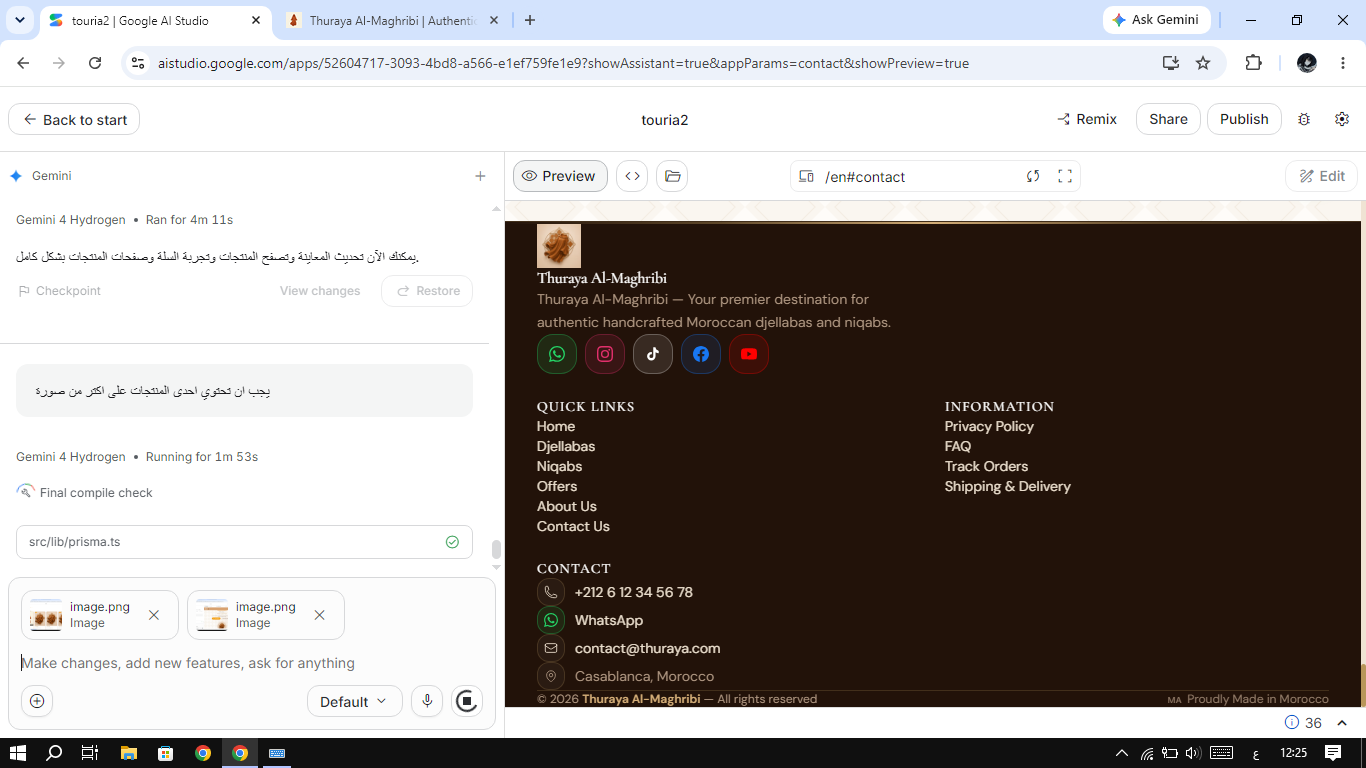 touria2 | Google AI Studio
Thuraya Al-Maghribi | Authentic
Ask Gemini
aistudio.google.com/apps/52604717-3093-4bd8-a566-e1ef759fe1e9?showAssistant=true&appParams=contact&showPreview=true
Back to start
touria2
Remix
Share
Publish
Gemini
Preview
/en#contact
Edit
Gemini 4 Hydrogen • Ran for 4m 11s
يمكنك الآن تحديث المعاينة وتصفح المنتجات وتجربة السلة وصفحات المنتجات بشكل كامل.
Checkpoint
View changes
Restore
يجب ان تحتوي احدى المنتجات على اكثر من صورة
Gemini 4 Hydrogen • Running for 1m 53s
Final compile check
src/lib/prisma.ts
image.png
Image
image.png
Image
Make changes, add new features, ask for anything
Default
Thuraya Al-Maghribi
Thuraya Al-Maghribi — Your premier destination for
authentic handcrafted Moroccan djellabas and niqabs.
QUICK LINKS
Home
Djellabas
Niqabs
Offers
About Us
Contact Us
INFORMATION
Privacy Policy
FAQ
Track Orders
Shipping & Delivery
CONTACT
+212 6 12 34 56 78
WhatsApp
contact@thuraya.com
Casablanca, Morocco
© 2026 Thuraya Al-Maghribi — All rights reserved
MA Proudly Made in Morocco
36
ع
12:25